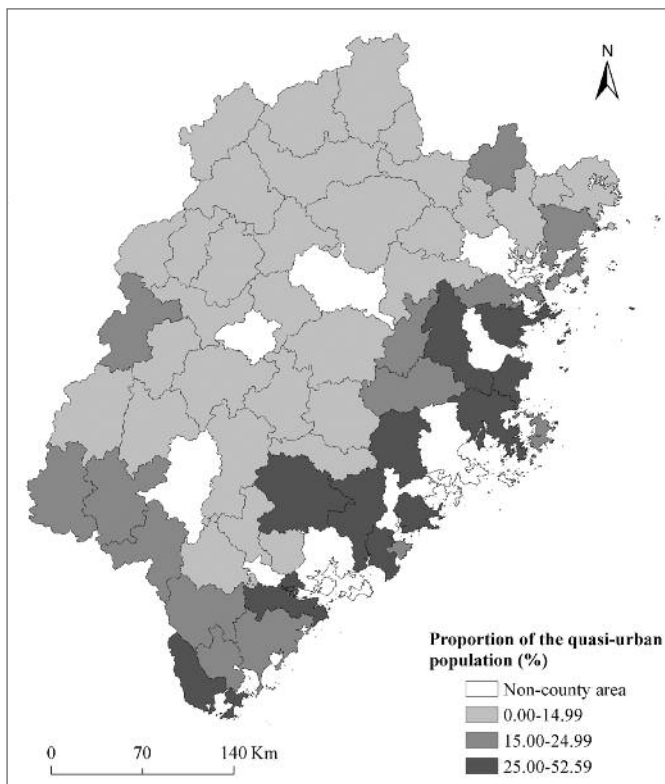 N
Proportion of the quasi-urban
population (%)
Non-county area
0.00-14.99
15.00-24.99
25.00-52.59
0 70 140 Km